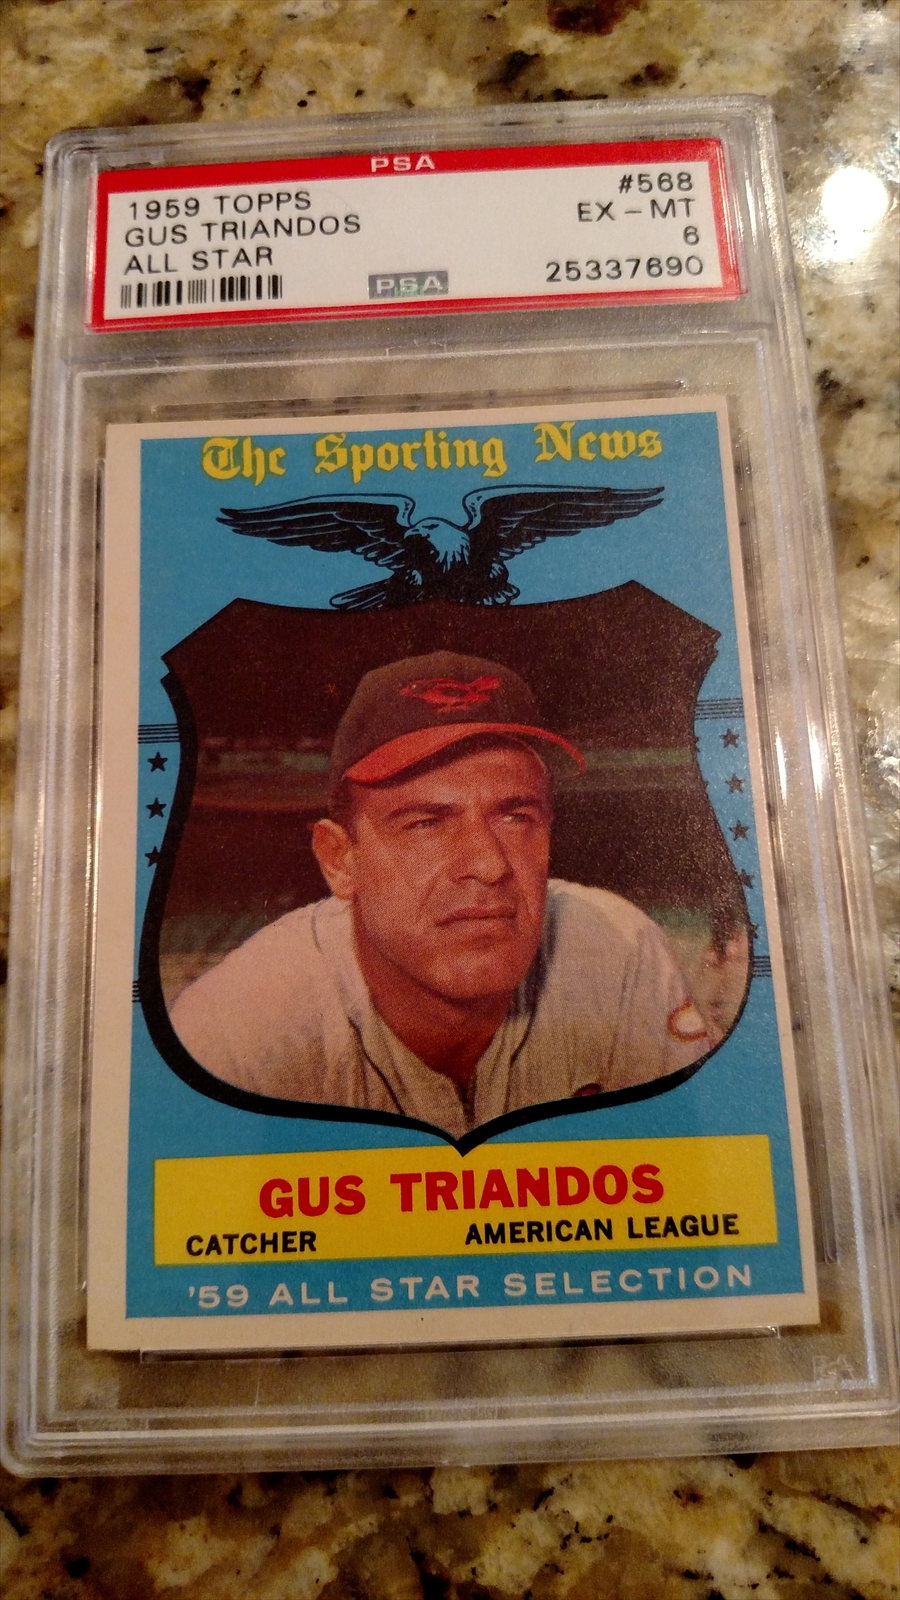 PSA
1959 TOPPS #568
GUS TRIANDOS EX - MT
ALL STAR 6
PSA 25337690
The Sporting News
GUS TRIANDOS
CATCHER AMERICAN LEAGUE
'59 ALL STAR SELECTION